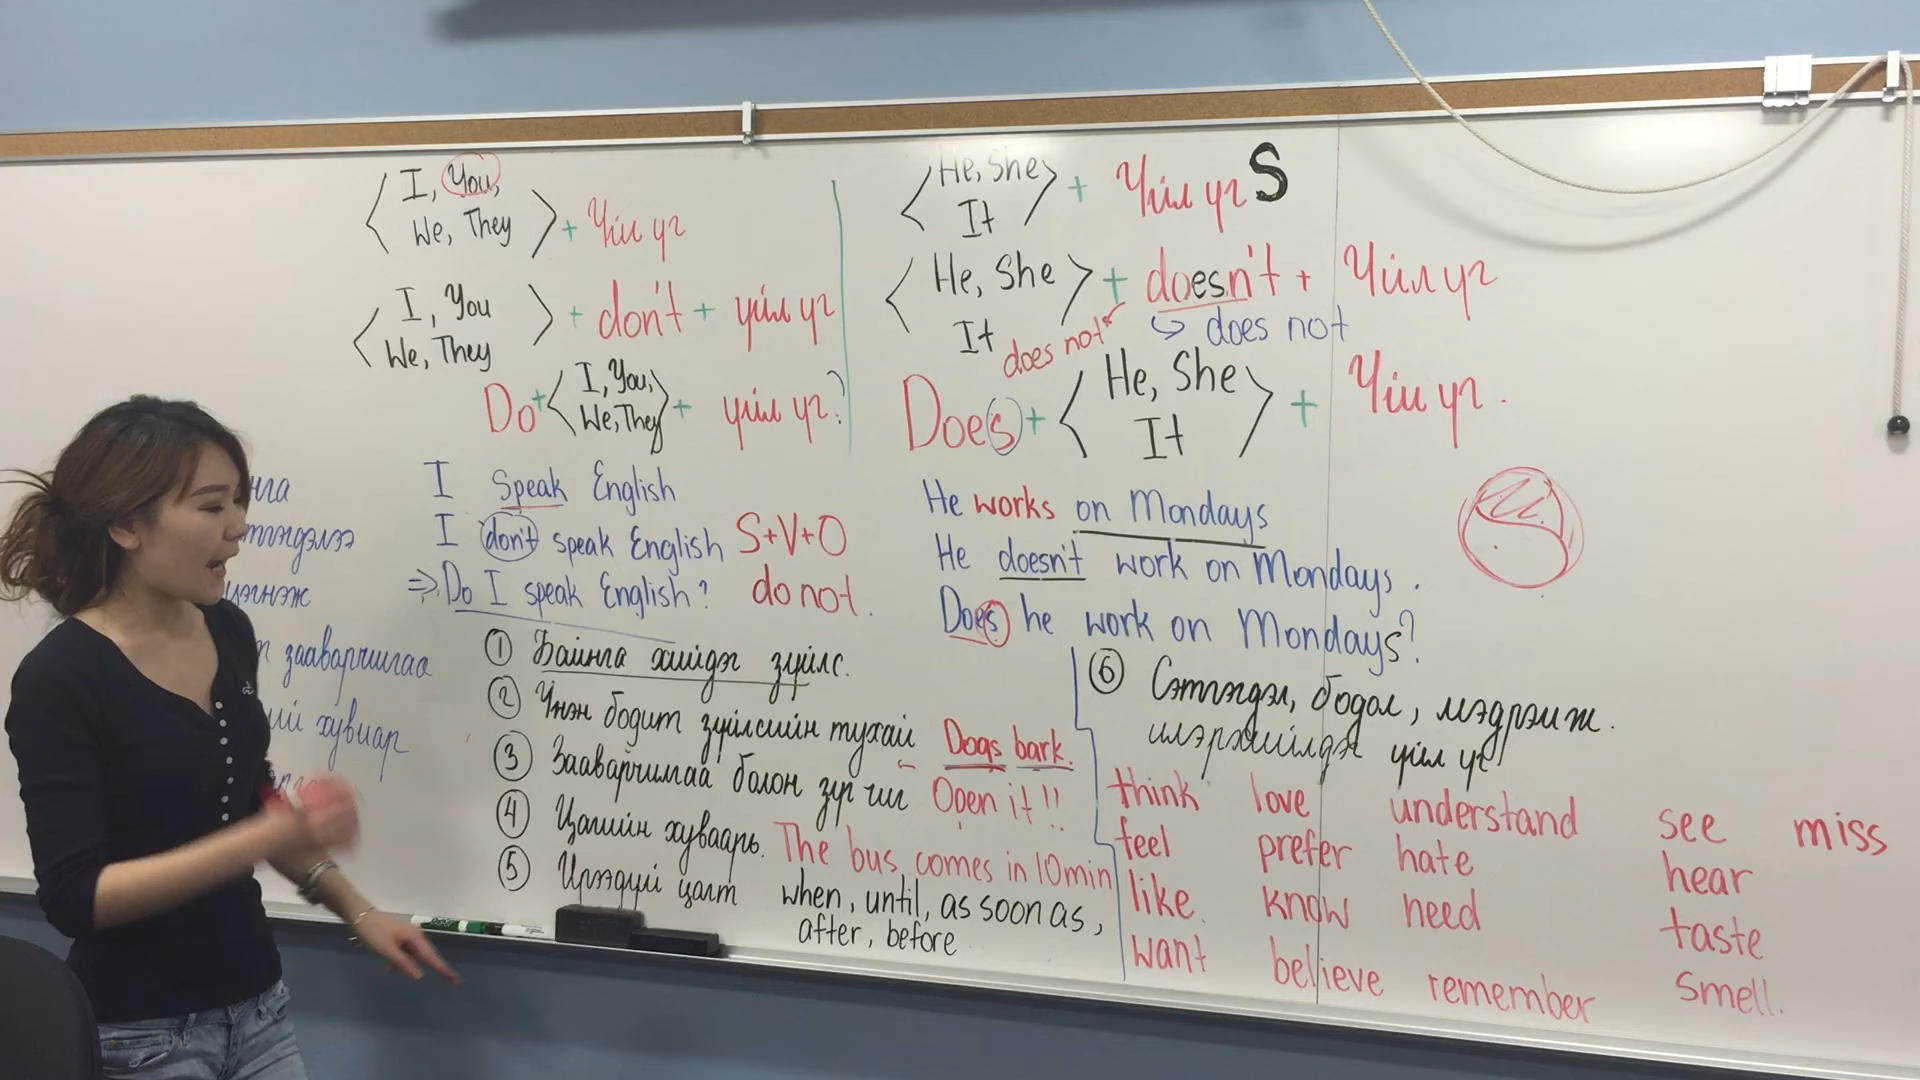 I, You,
We, They
+ Үйл үг
I, You
We, They
+ don't + үйл үг
Do + I, You,
We, They
+ үйл үг?
He, She
It
+ Үйл үг S
He, She
It
+ doesn't + Үйл үг
does not
does not
Does + He, She
It
+ Үйл үг.
зааварчилгаа
хувиар
I speak English
I don't speak English S+V+O
⇒ Do I speak English? do not.
He works on Mondays
He doesn't work on Mondays.
Does he work on Mondays?
① Байнга хийдэг зүйлс.
② Үнэн бодит зүйлсийн тухай Dogs bark.
③ Зааварчилгаа болон зүг чиг Open it!!
④ Цагийн хуваарь. The bus comes in 10min
⑤ Ирээдүй цагт when, until, as soon as,
after, before
⑥ Сэтгэгдэл, бодол, мэдрэмж.
илэрхийлдэг үйл үг
think love understand see miss
feel prefer hate hear
like know need taste
want believe remember smell.